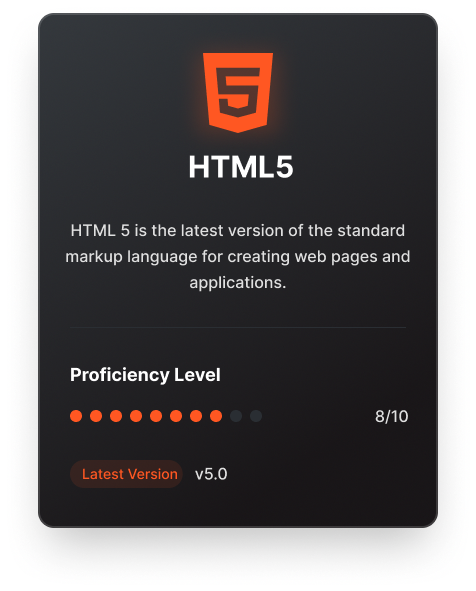 5
HTML5
HTML 5 is the latest version of the standard
markup language for creating web pages and
applications.
Proficiency Level
8/10
Latest Version v5.0